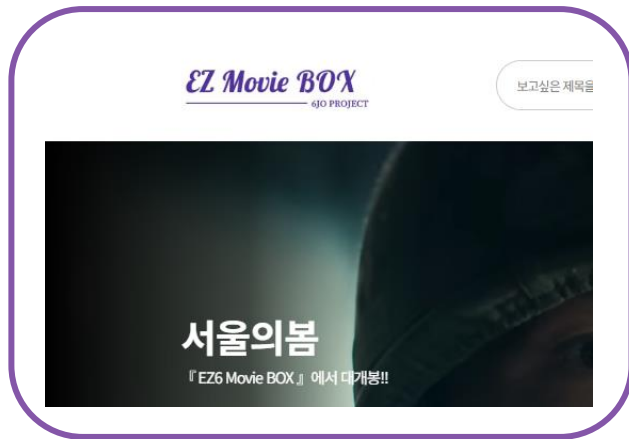 EZ Movie BOX
6JO PROJECT
보고싶은 제목을
서울의봄
『 EZ6 Movie BOX 』 에서 대개봉!!